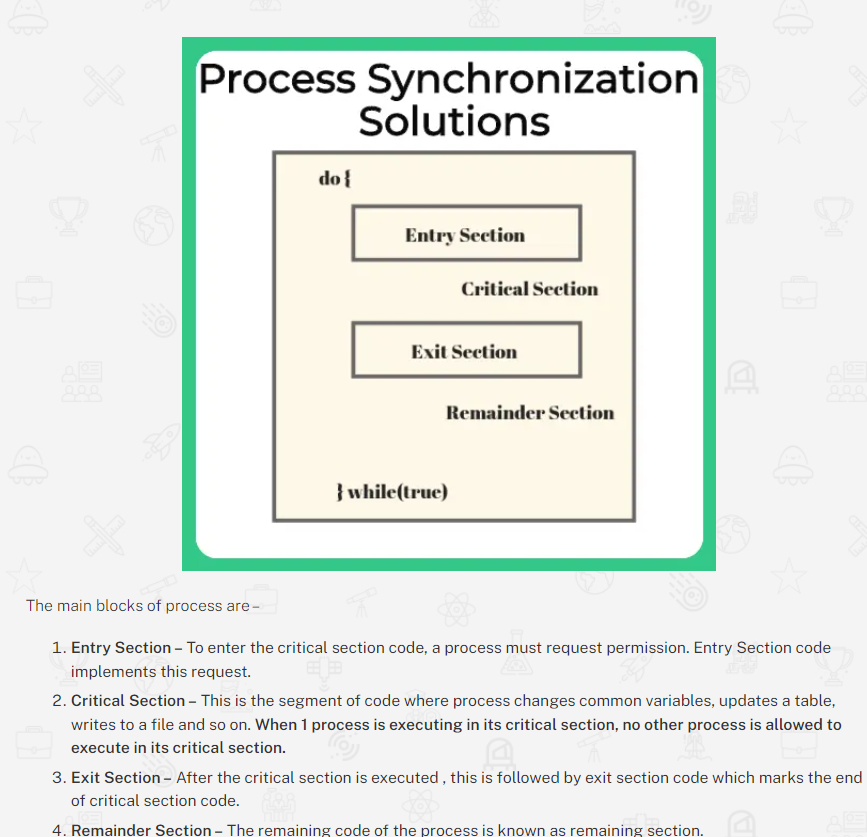 Process Synchronization
Solutions
do {
Entry Section
Critical Section
Exit Section
Remainder Section
} while(true)
The main blocks of process are –
1. Entry Section – To enter the critical section code, a process must request permission. Entry Section code
implements this request.
2. Critical Section – This is the segment of code where process changes common variables, updates a table,
writes to a file and so on. When 1 process is executing in its critical section, no other process is allowed to
execute in its critical section.
3. Exit Section – After the critical section is executed , this is followed by exit section code which marks the end
of critical section code.
4. Remainder Section – The remaining code of the process is known as remaining section.